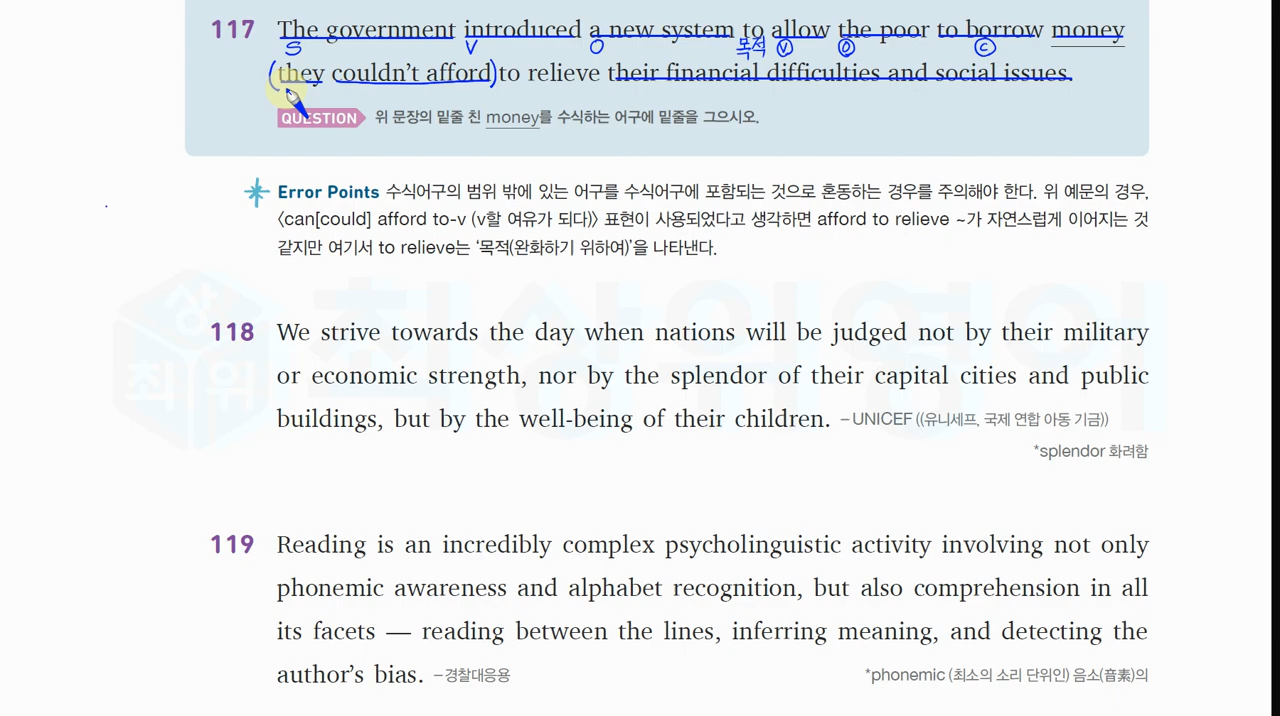 117 The government introduced a new system to allow the poor to borrow money
S V O 목적 V O C
(they couldn't afford) to relieve their financial difficulties and social issues.
QUESTION 위 문장의 밑줄 친 money를 수식하는 어구에 밑줄을 그으시오.
Error Points 수식어구의 범위 밖에 있는 어구를 수식어구에 포함되는 것으로 혼동하는 경우를 주의해야 한다. 위 예문의 경우,
〈can[could] afford to-v (v할 여유가 되다)〉 표현이 사용되었다고 생각하면 afford to relieve ~가 자연스럽게 이어지는 것
같지만 여기서 to relieve는 ‘목적(완화하기 위하여)’을 나타낸다.
최상위영어
상
최 위
118 We strive towards the day when nations will be judged not by their military
or economic strength, nor by the splendor of their capital cities and public
buildings, but by the well-being of their children. – UNICEF ((유니세프, 국제 연합 아동 기금))
*splendor 화려함
119 Reading is an incredibly complex psycholinguistic activity involving not only
phonemic awareness and alphabet recognition, but also comprehension in all
its facets — reading between the lines, inferring meaning, and detecting the
author's bias. – 경찰대응용
*phonemic (최소의 소리 단위인) 음소(音素)의